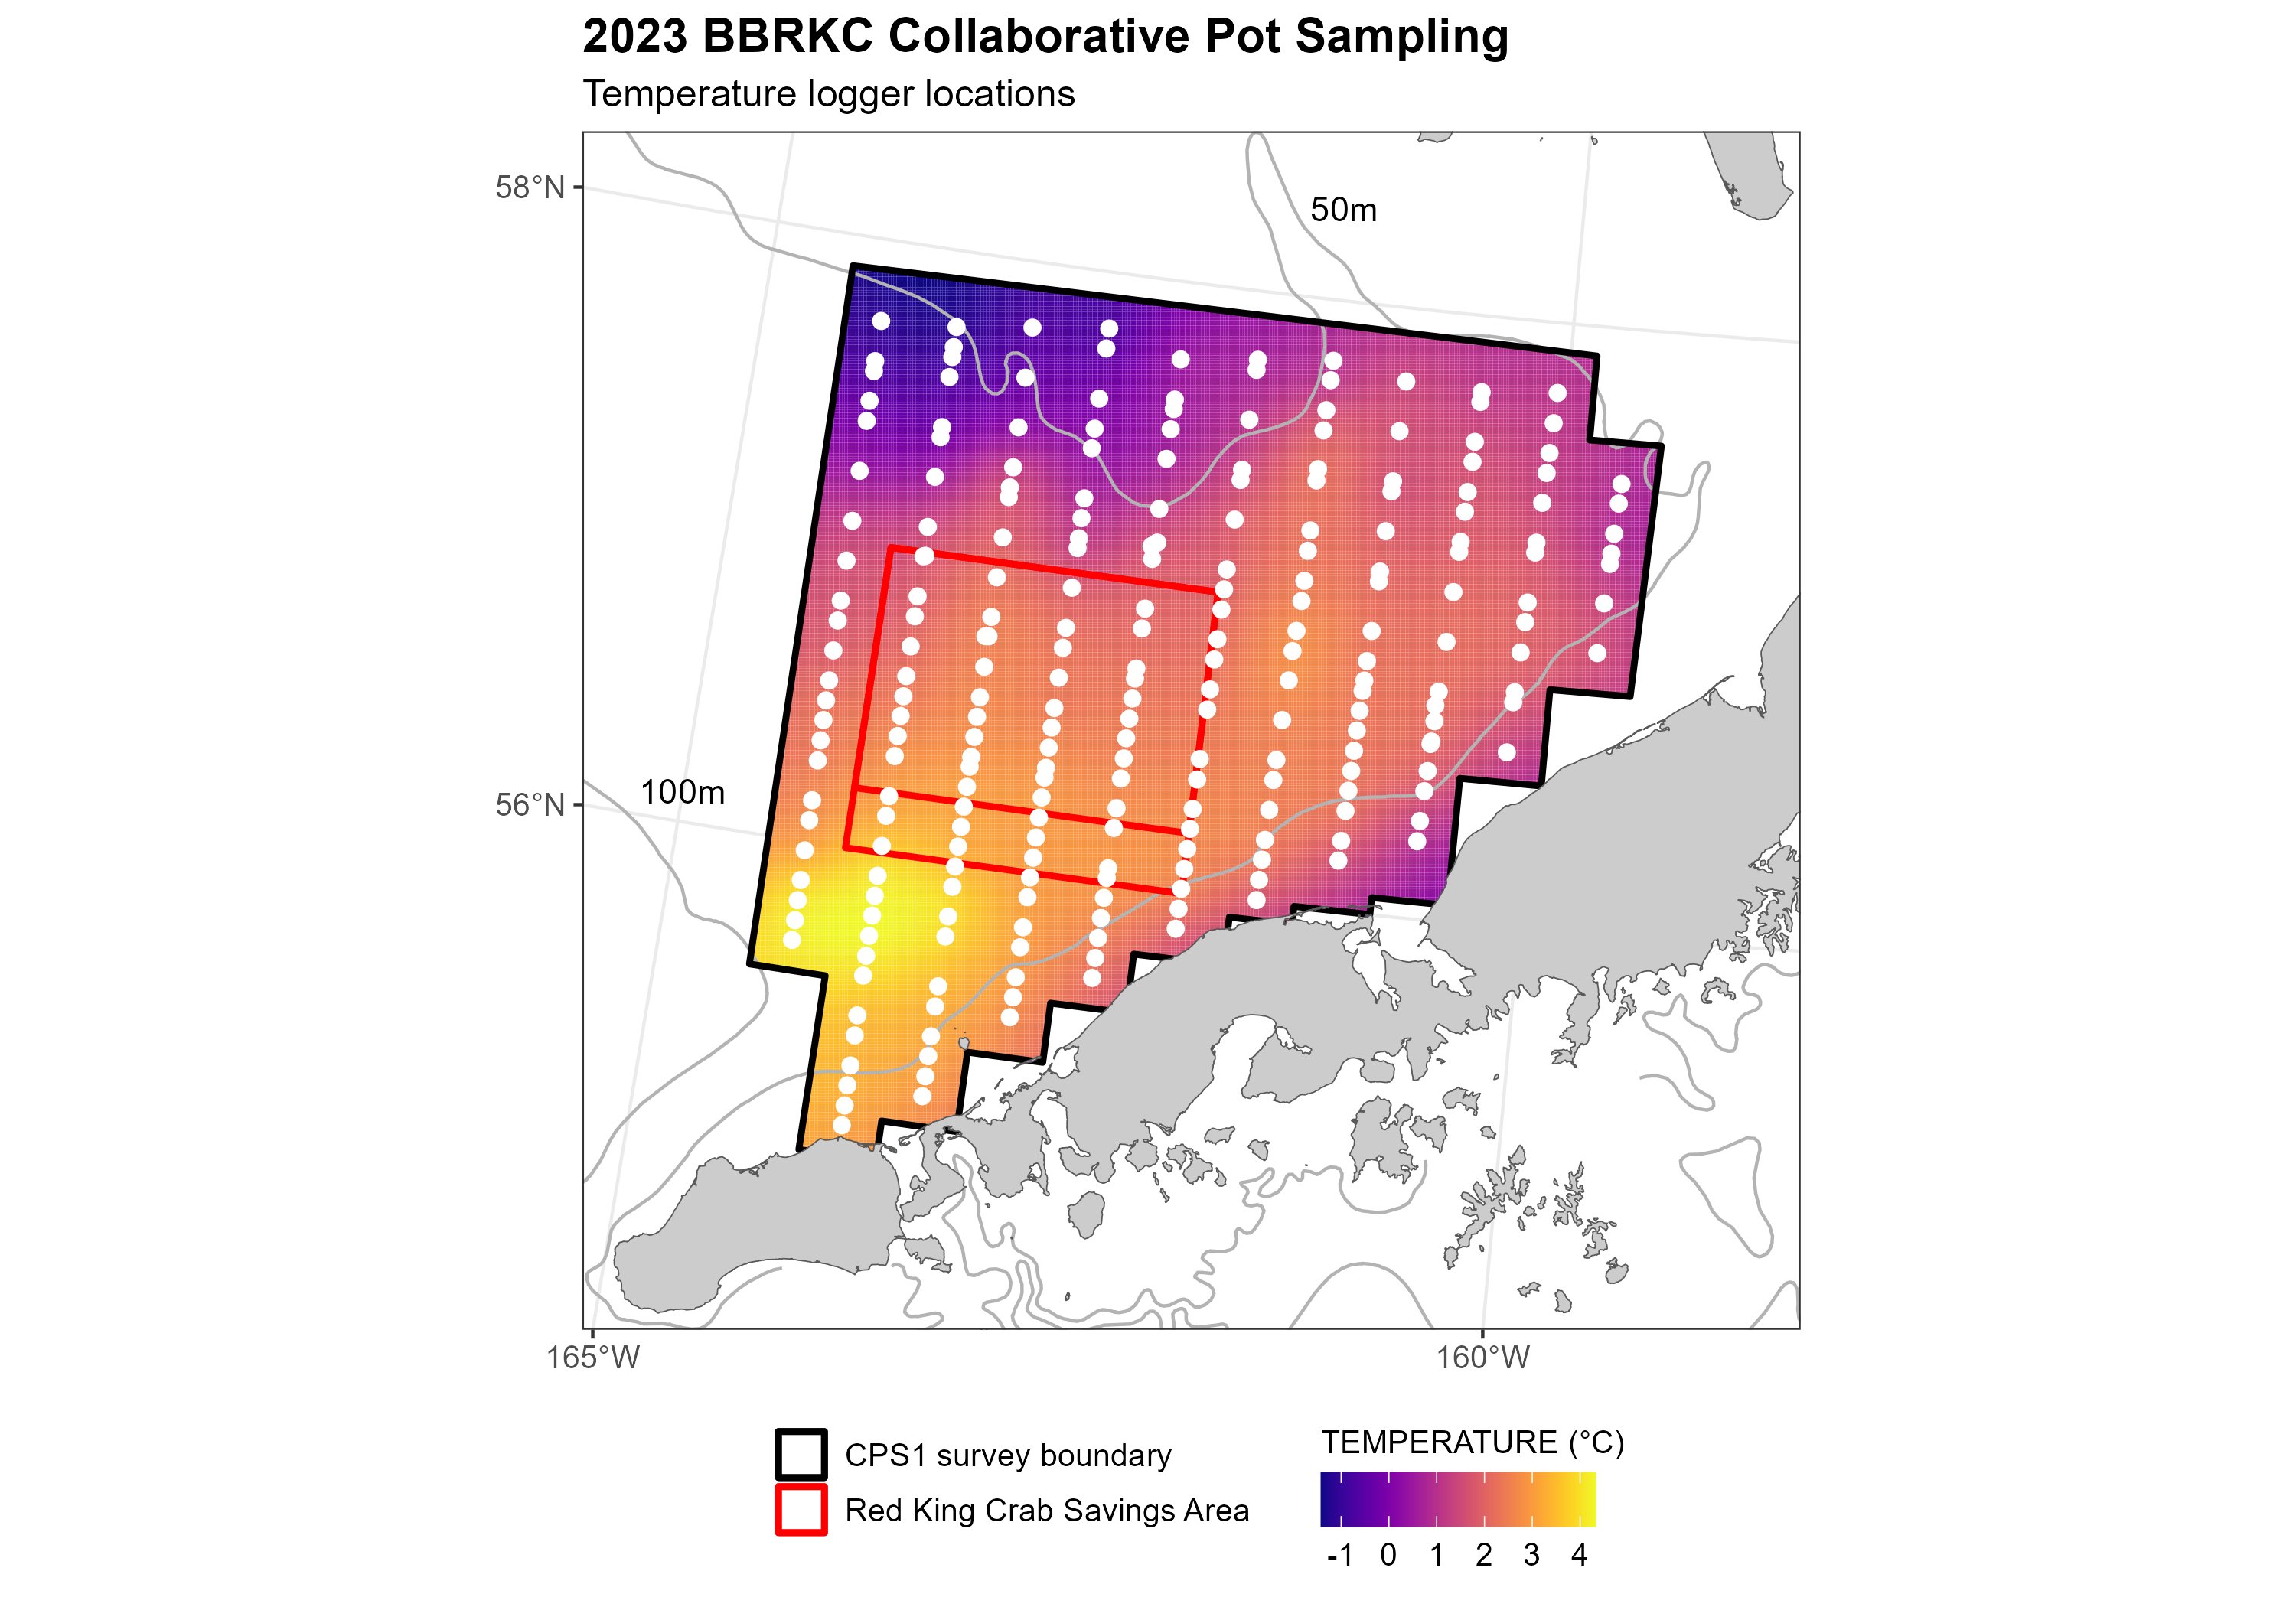 2023 BBRKC Collaborative Pot Sampling
Temperature logger locations
58°N
50m
56°N
100m
165°W
160°W
CPS1 survey boundary
Red King Crab Savings Area
TEMPERATURE (°C)
-1 0 1 2 3 4